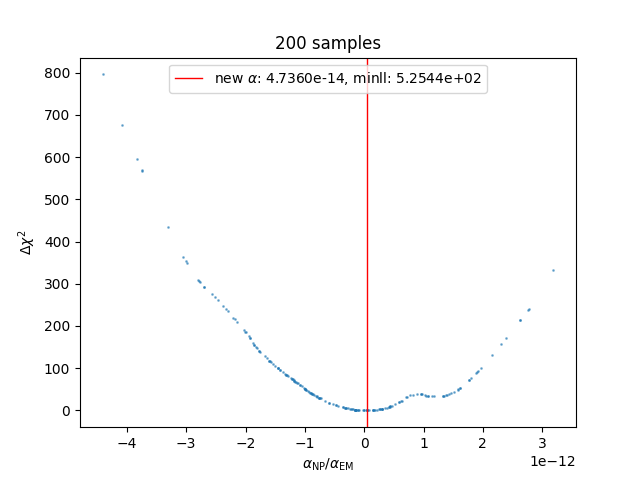 200 samples
new α: 4.7360e-14, minll: 5.2544e+02
Δχ²
800
700
600
500
400
300
200
100
0
−4 −3 −2 −1 0 1 2 3
1e−12
α_NP/α_EM